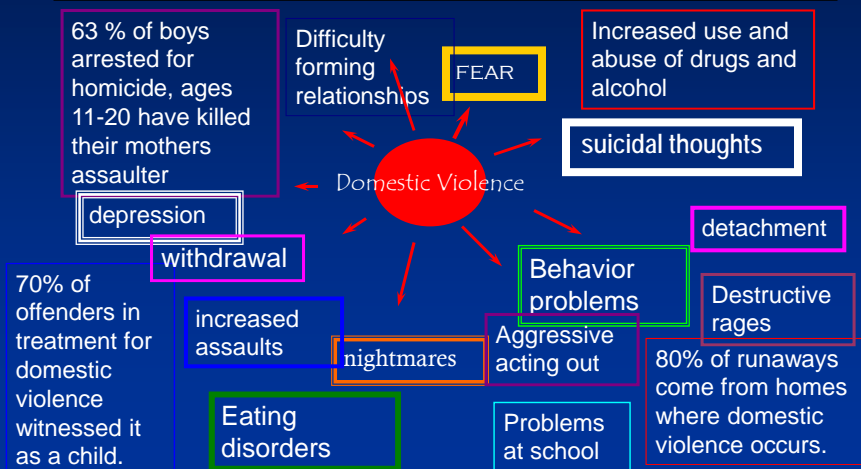 63 % of boys
arrested for
homicide, ages
11-20 have killed
their mothers
assaulter
Difficulty
forming
relationships
FEAR
Increased use and
abuse of drugs and
alcohol
suicidal thoughts
Domestic Violence
depression
withdrawal
detachment
Behavior
problems
Destructive
rages
70% of
offenders in
treatment for
domestic
violence
witnessed it
as a child.
increased
assaults
nightmares
Aggressive
acting out
80% of runaways
come from homes
where domestic
violence occurs.
Eating
disorders
Problems
at school